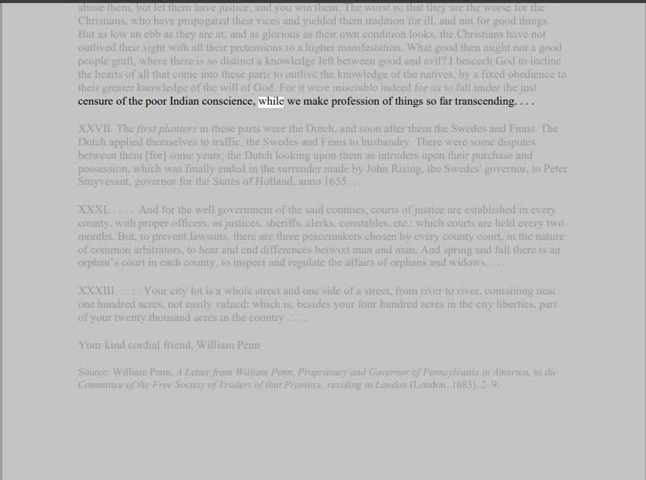 abuse them, but let them have justice, and you win them. The worst is, that they are the worse for the
Christians, who have propagated their vices and yielded them tradition for ill, and not for good things
But as low an ebb as they are at, and as glorious as their own condition looks, the Christians have not
outlived their sight with all their pretensions to a higher manifestation. What good then might not a good
people graft, where there is so distinct a knowledge left between good and evil? I beseech God to incline
the hearts of all that come into these parts to outlive the knowledge of the natives, by a fixed obedience to
their greater knowledge of the will of God. For it were miserable indeed for us to fall under the just
censure of the poor Indian conscience, while we make profession of things so far transcending. . . .
XXVII. The first planters in these parts were the Dutch, and soon after them the Swedes and Finns. The
Dutch applied themselves to traffic, the Swedes and Finns to husbandry. There were some disputes
between them [for] some years; the Dutch looking upon them as intruders upon their purchase and
possession, which was finally ended in the surrender made by John Rising, the Swedes' governor, to Peter
Stuyvesant, governor for the States of Holland, anno 1655. . . .
XXXI. . . . . And for the well government of the said counties, courts of justice are established in every
county, with proper officers, as justices, sheriffs, clerks, constables, etc.; which courts are held every two
months. But, to prevent lawsuits, there are three peacemakers chosen by every county court, in the nature
of common arbitrators, to hear and end differences betwixt man and man. And spring and fall there is an
orphan's court in each county, to inspect and regulate the affairs of orphans and widows. . . .
XXXIII. . . . : Your city lot is a whole street and one side of a street, from river to river, containing near
one hundred acres, not easily valued; which is, besides your four hundred acres in the city liberties, part
of your twenty thousand acres in the country . . . .
Your kind cordial friend, William Penn
Source: William Penn, A Letter from William Penn, Proprietary and Governor of Pennsylvania in America, to the
Committee of the Free Society of Traders of that Province, residing in London (London, 1683), 2–9.